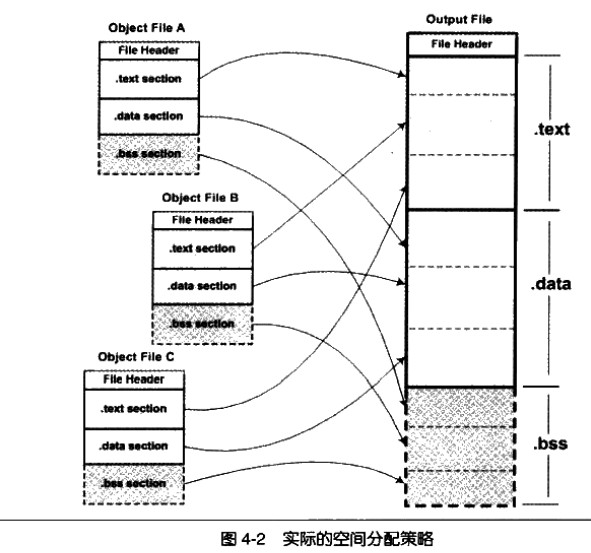 Object File A
File Header
.text section
.data section
.bss section
Object File B
File Header
.text section
.data section
.bss section
Object File C
File Header
.text section
.data section
.bss section
Output File
File Header
.text
.data
.bss
图 4-2 实际的空间分配策略